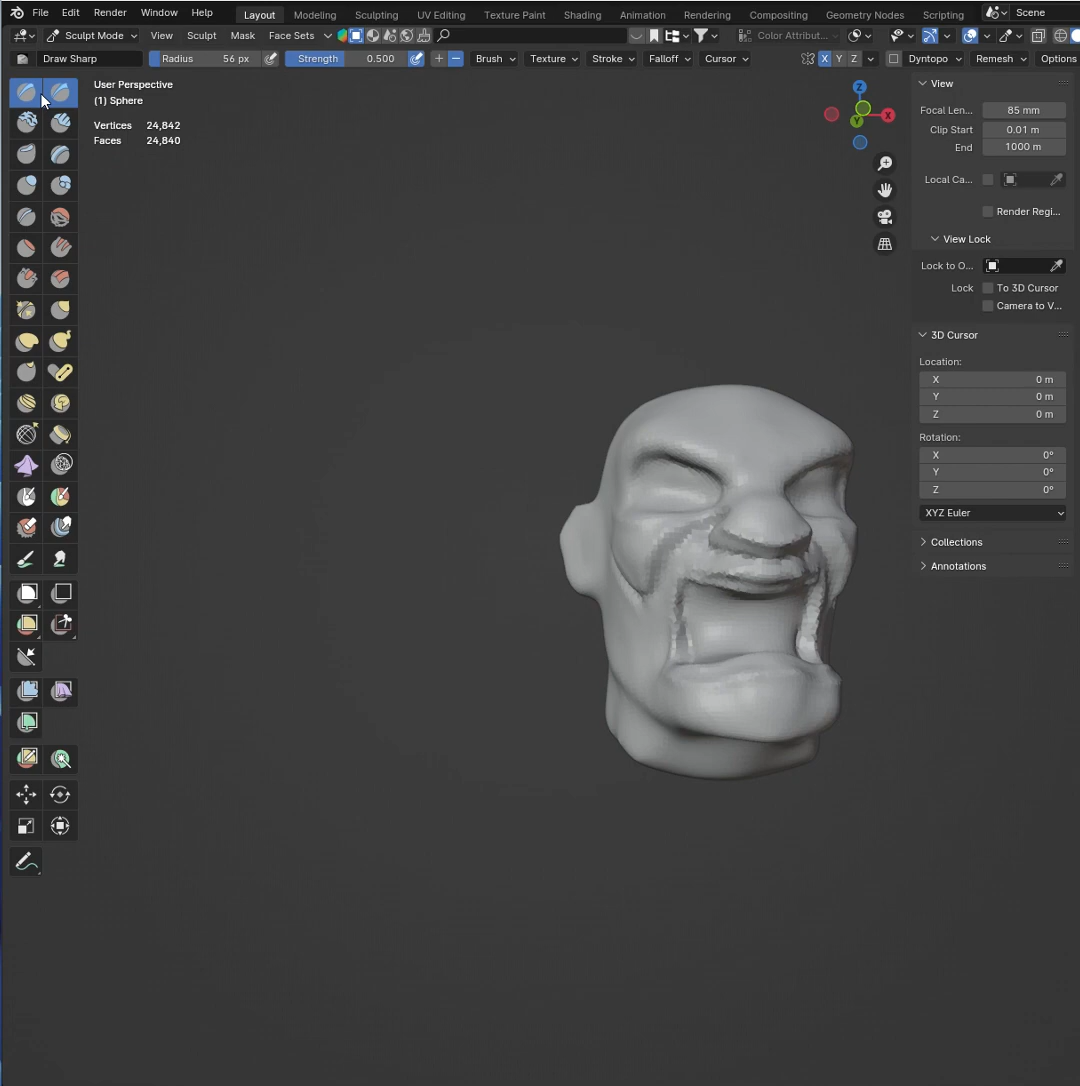 File Edit Render Window Help Layout Modeling Sculpting UV Editing Texture Paint Shading Animation Rendering Compositing Geometry Nodes Scripting Scene
Sculpt Mode View Sculpt Mask Face Sets Color Attribut...
Draw Sharp Radius 56 px Strength 0.500 + − Brush Texture Stroke Falloff Cursor X Y Z Dyntopo Remesh Options
User Perspective
(1) Sphere
Vertices 24,842
Faces 24,840
Z
X
Y
View
Focal Len... 85 mm
Clip Start 0.01 m
End 1000 m
Local Ca...
Render Regi...
View Lock
Lock to O...
Lock To 3D Cursor
Camera to V...
3D Cursor
Location:
X 0 m
Y 0 m
Z 0 m
Rotation:
X 0°
Y 0°
Z 0°
XYZ Euler
Collections
Annotations